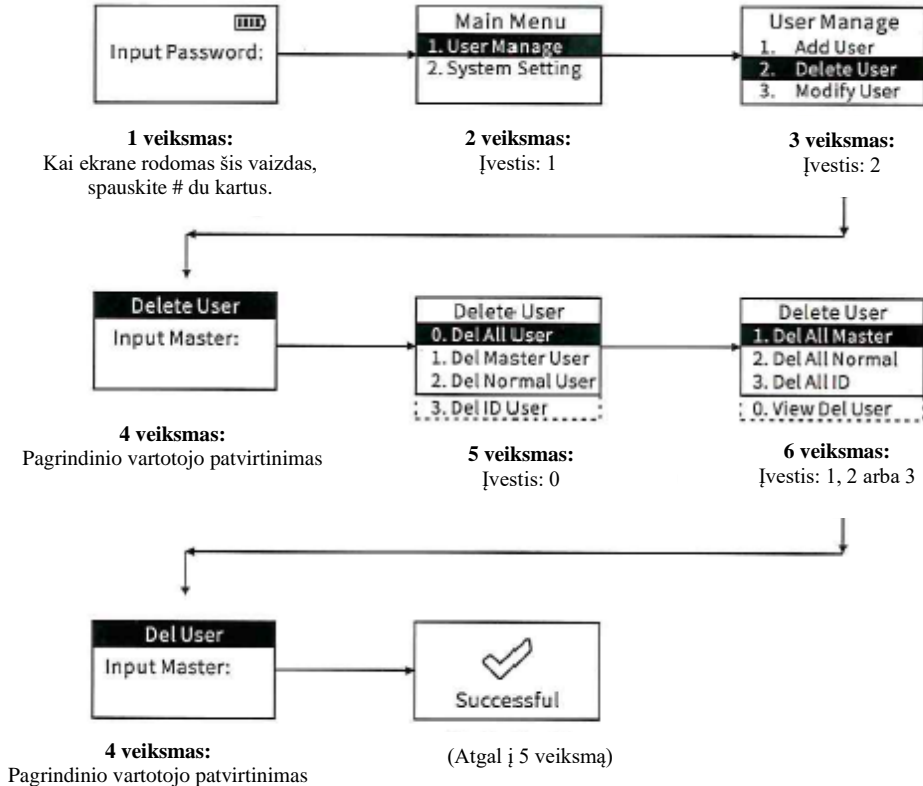 Input Password:
1 veiksmas:
Kai ekrane rodomas šis vaizdas,
spauskite # du kartus.
Main Menu
1. User Manage
2. System Setting
2 veiksmas:
Įvestis: 1
User Manage
1. Add User
2. Delete User
3. Modify User
3 veiksmas:
Įvestis: 2
Delete User
Input Master:
4 veiksmas:
Pagrindinio vartotojo patvirtinimas
Delete User
0. Del All User
1. Del Master User
2. Del Normal User
3. Del ID User
5 veiksmas:
Įvestis: 0
Delete User
1. Del All Master
2. Del All Normal
3. Del All ID
0. View Del User
6 veiksmas:
Įvestis: 1, 2 arba 3
Del User
Input Master:
4 veiksmas:
Pagrindinio vartotojo patvirtinimas
Successful
(Atgal į 5 veiksmą)